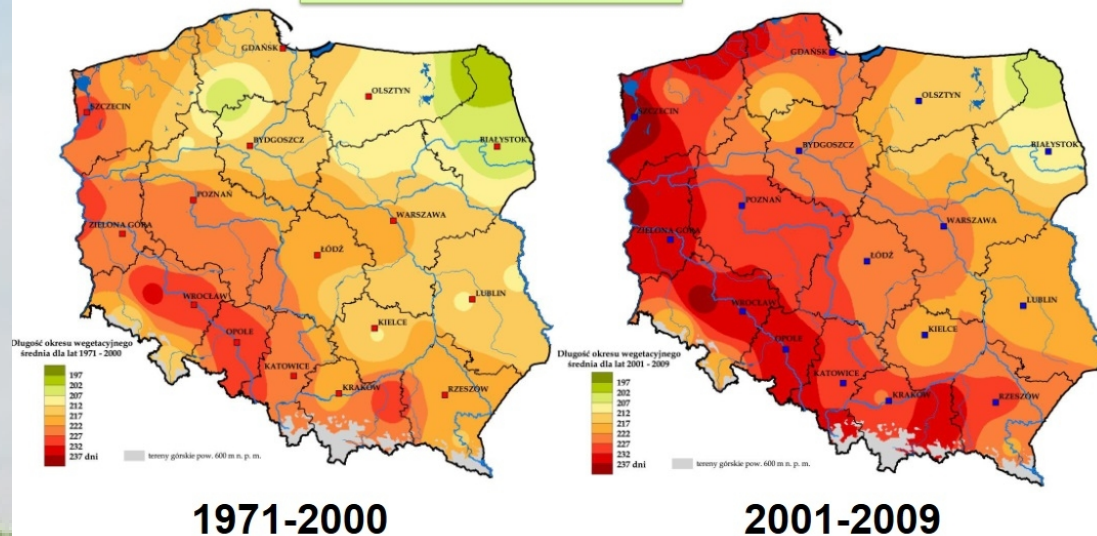 GDAŃSK
OLSZTYN
SZCZECIN
BIAŁYSTOK
BYDGOSZCZ
POZNAŃ
WARSZAWA
ZIELONA GÓRA
ŁÓDŹ
WROCŁAW
LUBLIN
OPOLE
KIELCE
KATOWICE
KRAKÓW
RZESZÓW
Długość okresu wegetacyjnego
średnia dla lat 1971 - 2000
197
202
207
212
217
222
227
232
237 dni
tereny górskie pow. 600 m n. p. m.
1971-2000
GDAŃSK
OLSZTYN
SZCZECIN
BIAŁYSTOK
BYDGOSZCZ
POZNAŃ
WARSZAWA
ZIELONA GÓRA
ŁÓDŹ
WROCŁAW
LUBLIN
OPOLE
KIELCE
KATOWICE
KRAKÓW
RZESZÓW
Długość okresu wegetacyjnego
średnia dla lat 2001 - 2009
197
202
207
212
217
222
227
232
237 dni
tereny górskie pow. 600 m n. p. m.
2001-2009